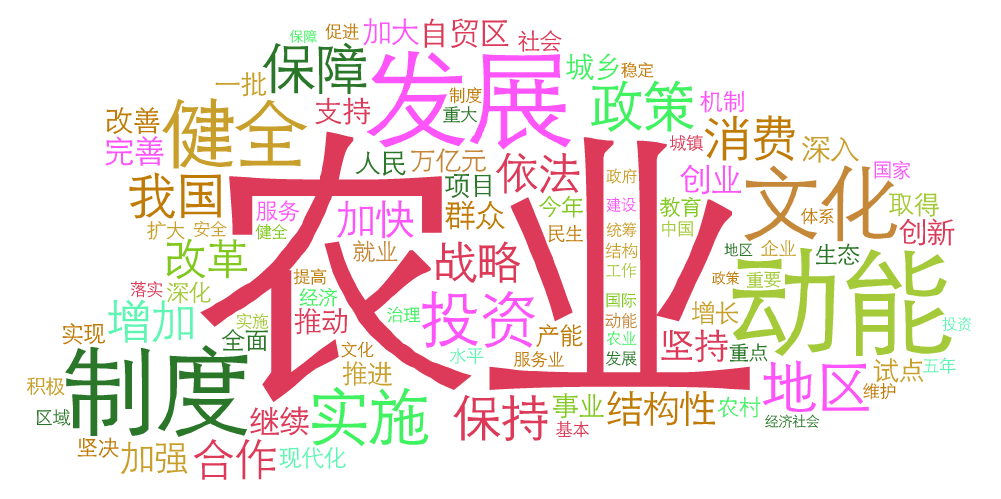 保障
促进
加大
自贸区
社会
保障
发展
城乡
稳定
一批
支持
制度
重大
政策
机制
改善
健全
消费
深入
完善
人民
万亿元
依法
城镇
创业
国家
我国
项目
政府
文化
服务
加快
群众
今年
建设
教育
体系
取得
扩大
安全
健全
民生
统筹
中国
创新
改革
就业
战略
结构
地区
企业
生态
农业
提高
工作
政策
重要
动能
落实
深化
经济
投资
国际
增长
增加
实施
推动
治理
动能
投资
实现
全面
产能
农业
坚持
重点
制度
文化
水平
服务业
发展
试点
五年
积极
推进
地区
维护
区域
继续
实施
保持
事业
结构性
农村
经济社会
基本
坚决
加强
合作
现代化